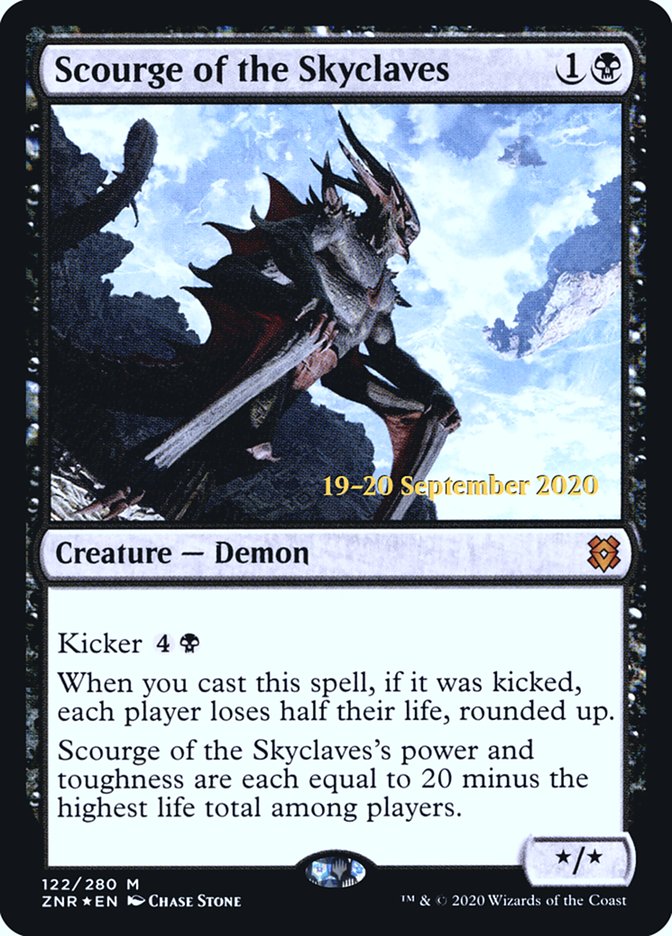 Scourge of the Skyclaves 1
19–20 September 2020
Creature — Demon
Kicker 4
When you cast this spell, if it was kicked,
each player loses half their life, rounded up.
Scourge of the Skyclaves's power and
toughness are each equal to 20 minus the
highest life total among players.
*/*
122/280 M
ZNR★EN Chase Stone
™ & © 2020 Wizards of the Coast